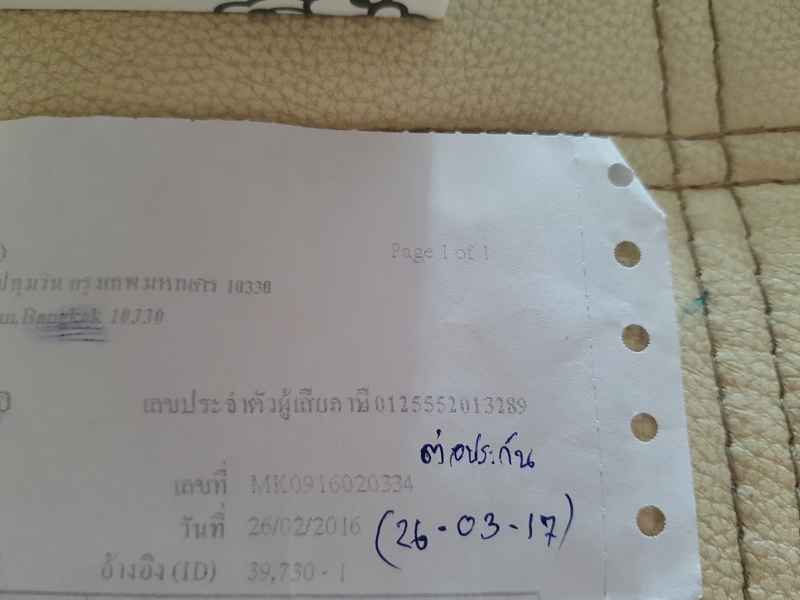 Page 1 of 1
ปทุมวัน กรุงเทพมหานคร 10330
Bangkok 10330
เลขประจำตัวผู้เสียภาษี 0125552013289
ต่อประกัน
เลขที่ MK0916020334
วันที่ 26/02/2016 (26-03-17)
อ้างอิง (ID) 39,730 - 1